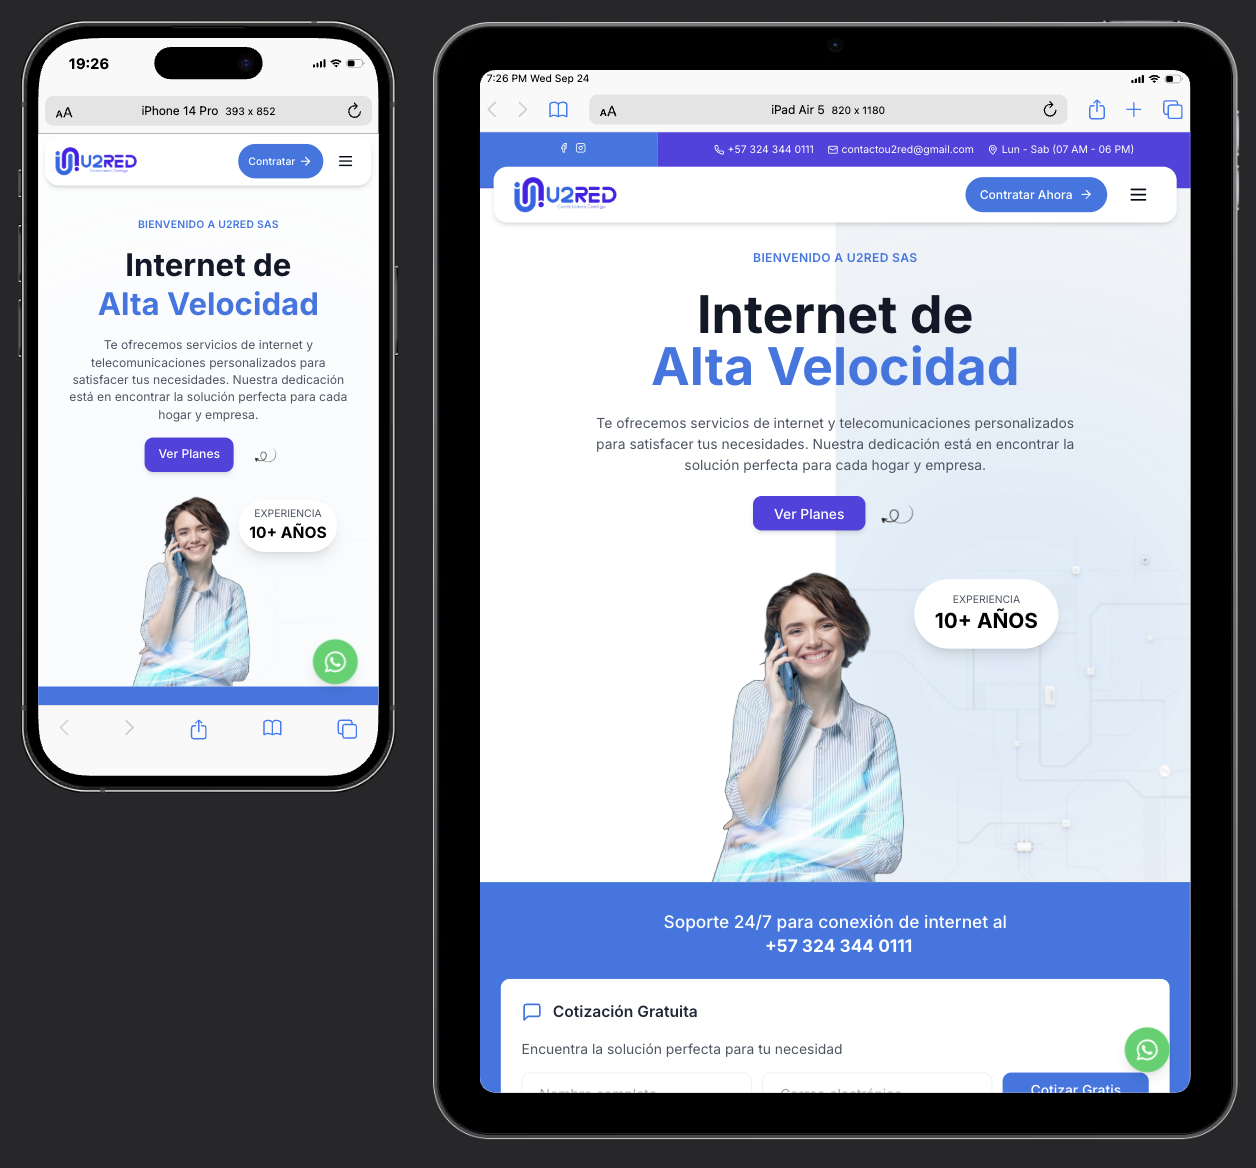 19:26
AA
iPhone 14 Pro 393 x 852
U2RED
Contratar
BIENVENIDO A U2RED SAS
Internet de
Alta Velocidad
Te ofrecemos servicios de internet y
telecomunicaciones personalizados para
satisfacer tus necesidades. Nuestra dedicación
está en encontrar la solución perfecta para cada
hogar y empresa.
Ver Planes
EXPERIENCIA
10+ AÑOS
7:26 PM Wed Sep 24
AA
iPad Air 5 820 x 1180
+57 324 344 0111 contactou2red@gmail.com Lun - Sab (07 AM - 06 PM)
U2RED
Contratar Ahora
BIENVENIDO A U2RED SAS
Internet de
Alta Velocidad
Te ofrecemos servicios de internet y telecomunicaciones personalizados
para satisfacer tus necesidades. Nuestra dedicación está en encontrar la
solución perfecta para cada hogar y empresa.
Ver Planes
EXPERIENCIA
10+ AÑOS
Soporte 24/7 para conexión de internet al
+57 324 344 0111
Cotización Gratuita
Encuentra la solución perfecta para tu necesidad
Nombre completo
Correo electrónico
Cotizar Gratis